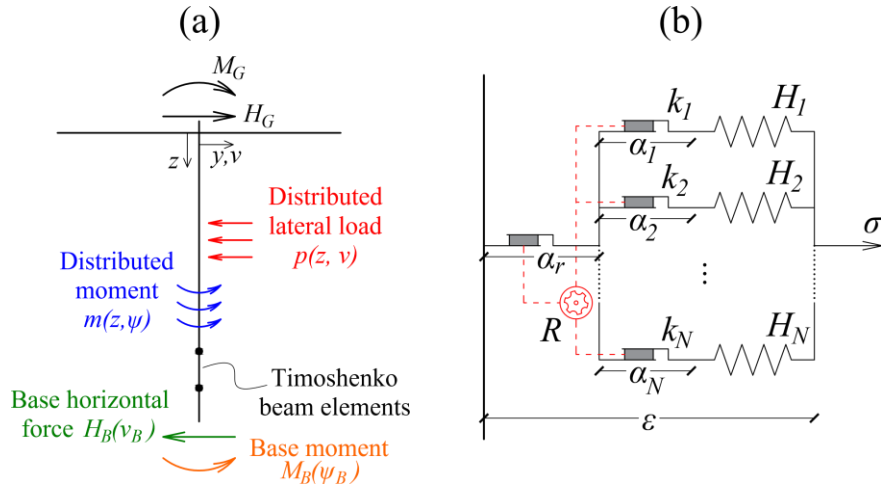 (a)
M_G
H_G
z
y,v
Distributed
lateral load
p(z, v)
Distributed
moment
m(z,ψ)
Timoshenko
beam elements
Base horizontal
force H_B(v_B)
Base moment
M_B(ψ_B)
(b)
k_1
H_1
α_1
k_2
H_2
α_2
σ
α_r
R
k_N
H_N
α_N
ε